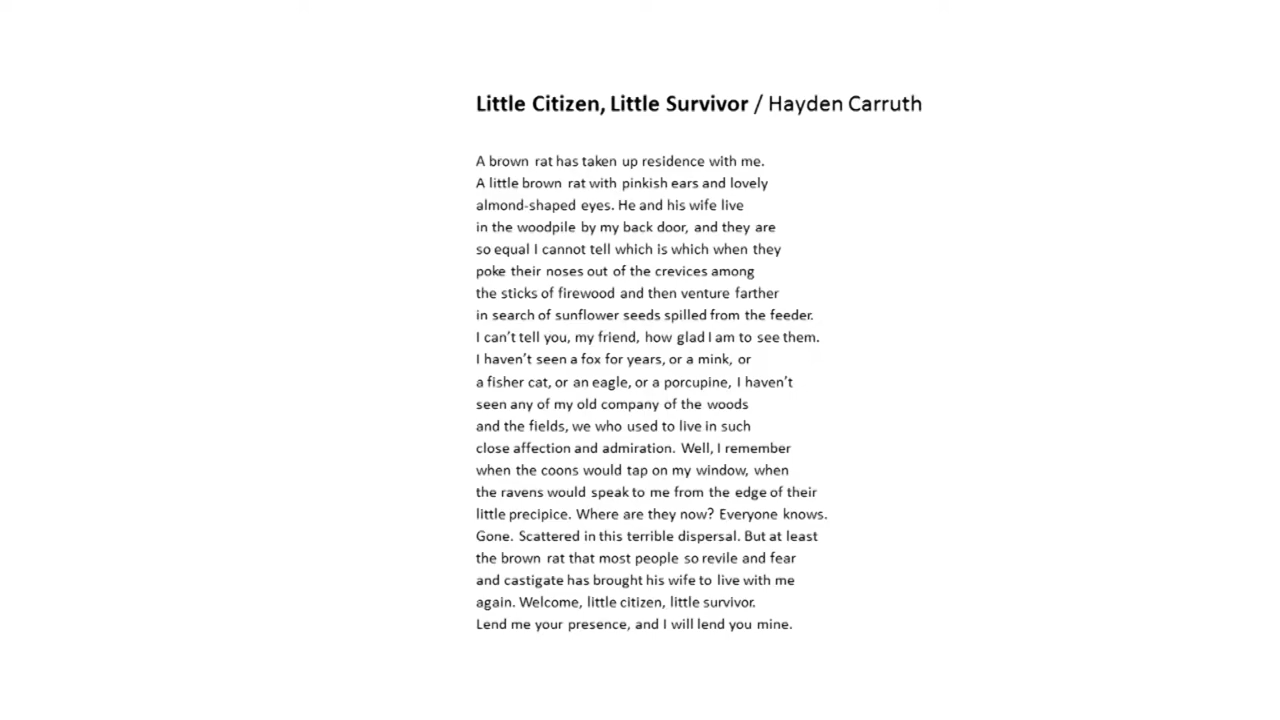 Little Citizen, Little Survivor / Hayden Carruth
A brown rat has taken up residence with me.
A little brown rat with pinkish ears and lovely
almond-shaped eyes. He and his wife live
in the woodpile by my back door, and they are
so equal I cannot tell which is which when they
poke their noses out of the crevices among
the sticks of firewood and then venture farther
in search of sunflower seeds spilled from the feeder.
I can't tell you, my friend, how glad I am to see them.
I haven't seen a fox for years, or a mink, or
a fisher cat, or an eagle, or a porcupine, I haven't
seen any of my old company of the woods
and the fields, we who used to live in such
close affection and admiration. Well, I remember
when the coons would tap on my window, when
the ravens would speak to me from the edge of their
little precipice. Where are they now? Everyone knows.
Gone. Scattered in this terrible dispersal. But at least
the brown rat that most people so revile and fear
and castigate has brought his wife to live with me
again. Welcome, little citizen, little survivor.
Lend me your presence, and I will lend you mine.